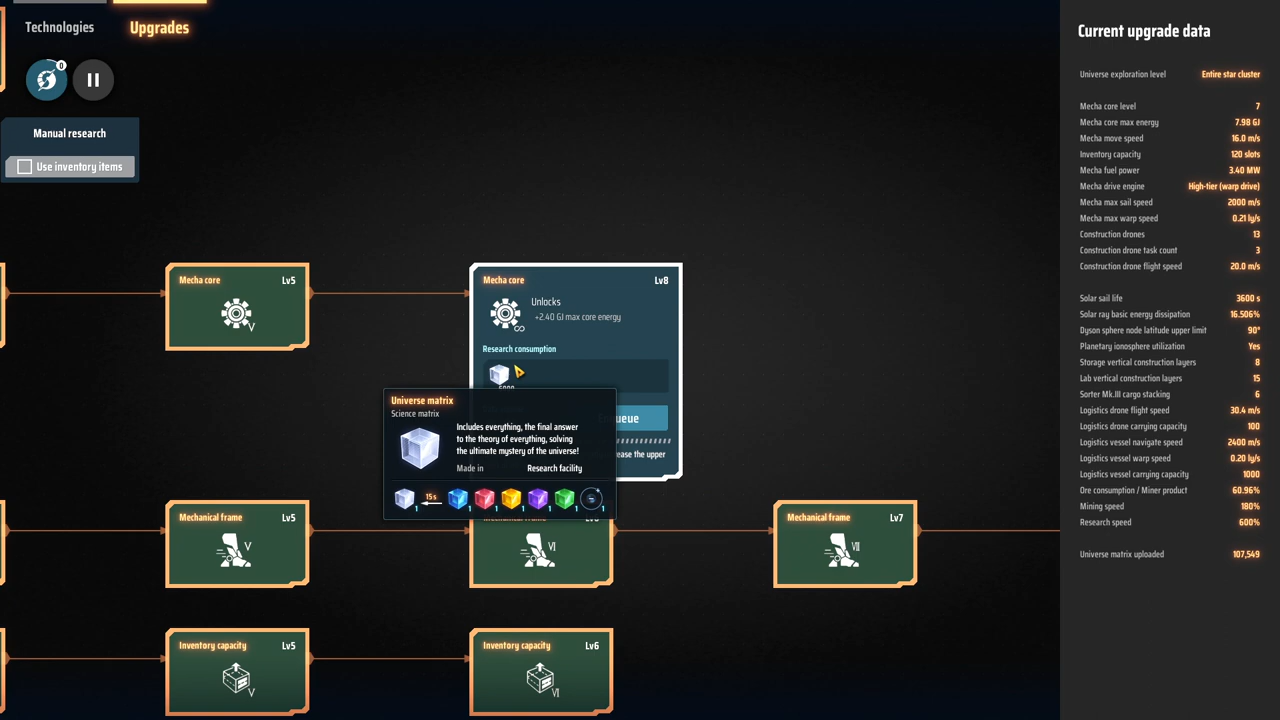 Technologies
Upgrades
0
Manual research
Use inventory items
Mecha core Lv5
V
Mecha core Lv8
Unlocks
+2.40 GJ max core energy
∞
Research consumption
Universe matrix
Science matrix
Includes everything, the final answer
to the theory of everything, solving
the ultimate mystery of the universe!
Made in Research facility
1 15s 1 1 1 1 1 1
Mechanical frame Lv5
V
Mechanical frame
VI
Mechanical frame Lv7
VII
Inventory capacity Lv5
V
Inventory capacity Lv6
VI
Current upgrade data
Universe exploration level Entire star cluster
Mecha core level 7
Mecha core max energy 7.98 GJ
Mecha move speed 16.0 m/s
Inventory capacity 120 slots
Mecha fuel power 3.40 MW
Mecha drive engine High-tier (warp drive)
Mecha max sail speed 2000 m/s
Mecha max warp speed 0.21 ly/s
Construction drones 13
Construction drone task count 3
Construction drone flight speed 20.0 m/s
Solar sail life 3600 s
Solar ray basic energy dissipation 16.506%
Dyson sphere node latitude upper limit 90°
Planetary ionosphere utilization Yes
Storage vertical construction layers 8
Lab vertical construction layers 15
Sorter Mk.III cargo stacking 6
Logistics drone flight speed 30.4 m/s
Logistics drone carrying capacity 100
Logistics vessel navigate speed 2400 m/s
Logistics vessel warp speed 0.20 ly/s
Logistics vessel carrying capacity 1000
Ore consumption / Miner product 60.96%
Mining speed 180%
Research speed 600%
Universe matrix uploaded 107,549